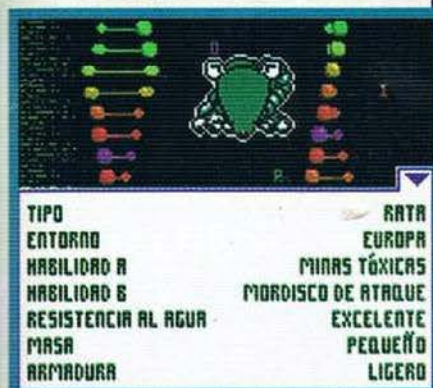 TIPO RATA
ENTORNO EUROPA
HABILIDAD A MINAS TÓXICAS
HABILIDAD B MORDISCO DE ATAQUE
RESISTENCIA AL AGUA EXCELENTE
MASA PEQUEÑO
ARMADURA LIGERO